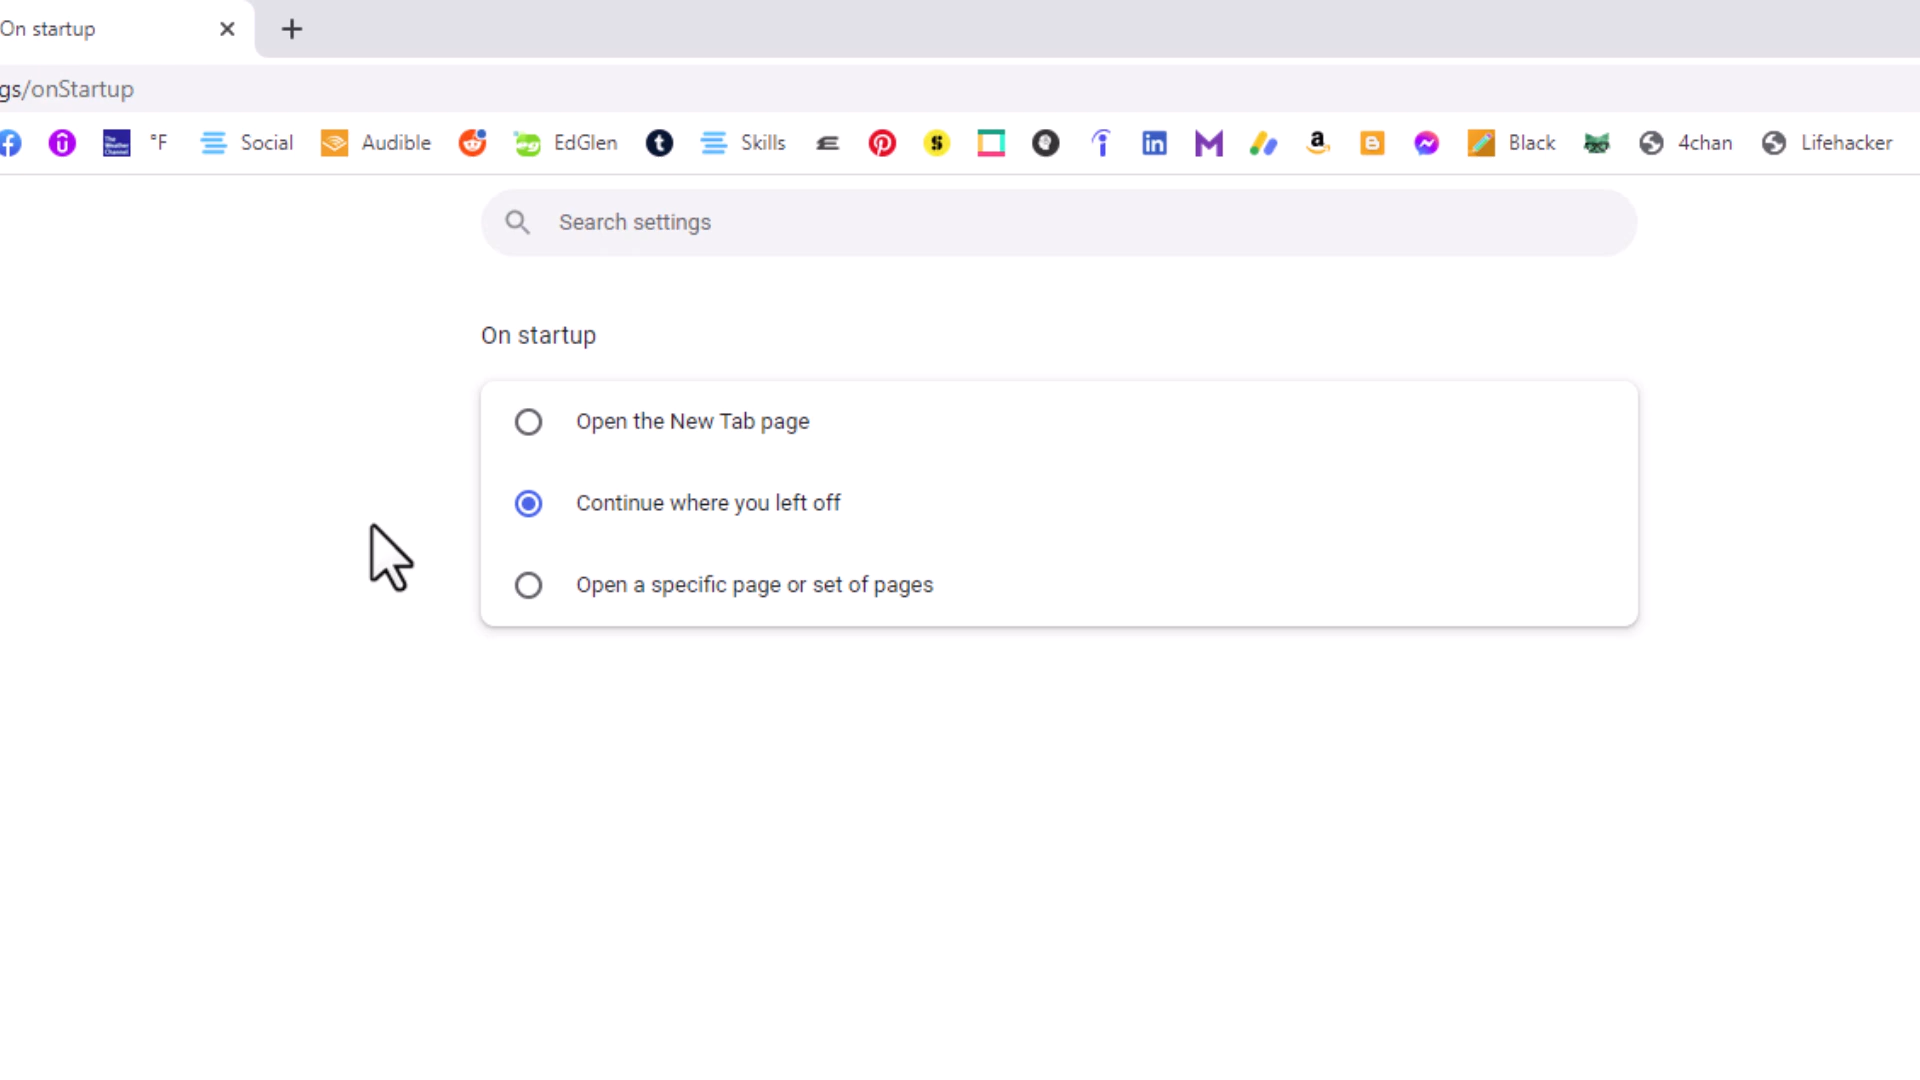 On startup
gs/onStartup
°F Social Audible EdGlen Skills Black 4chan Lifehacker
Search settings
On startup
Open the New Tab page
Continue where you left off
Open a specific page or set of pages